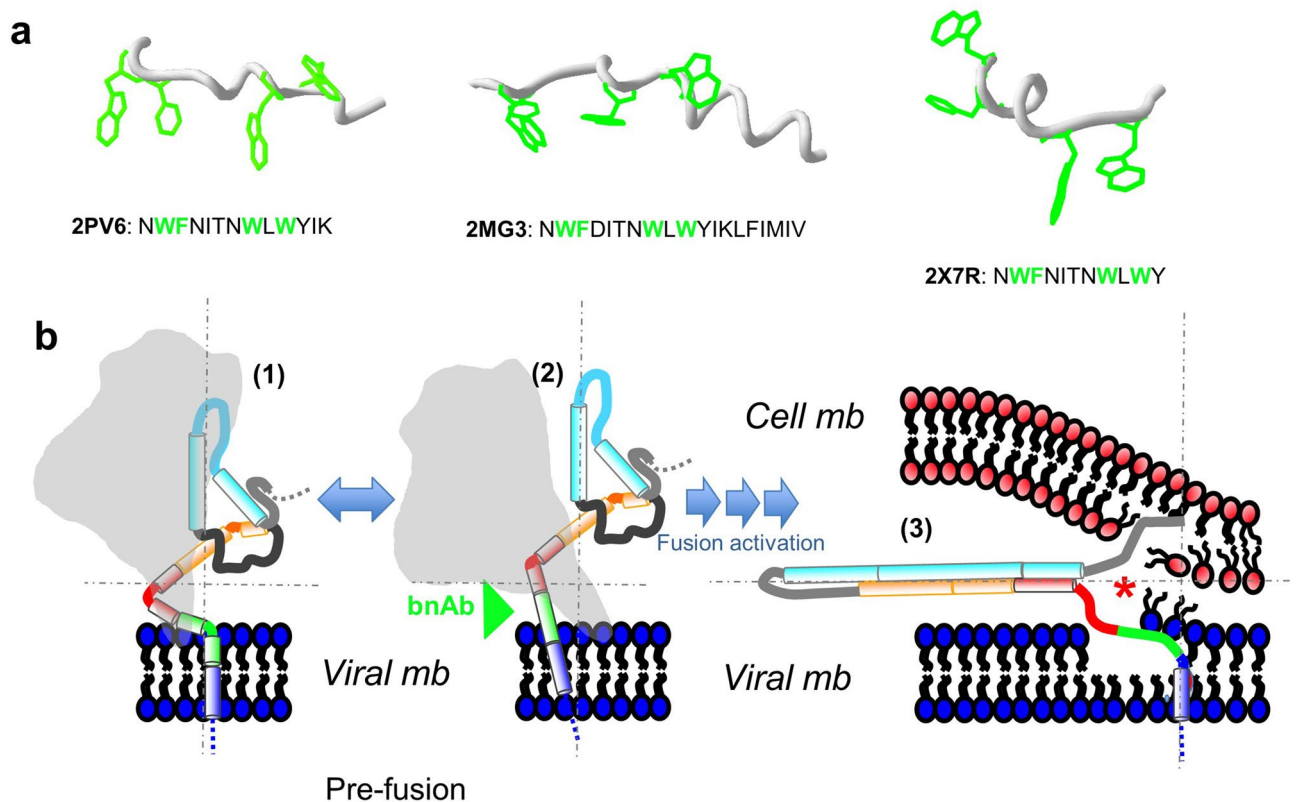 a
2PV6: NWFNITNWLWYIK
2MG3: NWFDITNWLWYIKLFIMIV
2X7R: NWFNITNWLWY
b
(1)
(2)
Cell mb
(3)
Fusion activation
*
bnAb
Viral mb
Viral mb
Pre-fusion